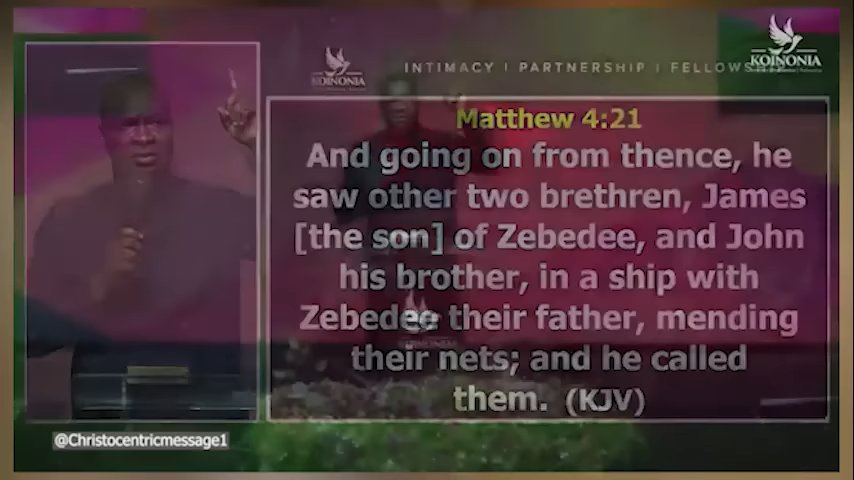 KOINONIA
KOINONIA
INTIMACY | PARTNERSHIP | FELLOWSHIP
Matthew 4:21
And going on from thence, he
saw other two brethren, James
[the son] of Zebedee, and John
his brother, in a ship with
Zebedee their father, mending
their nets; and he called
them. (KJV)
@Christocentricmessage1